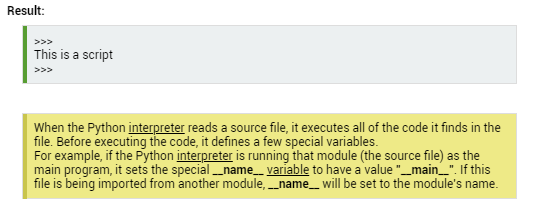 Result:
>>>
This is a script
>>>
When the Python interpreter reads a source file, it executes all of the code it finds in the
file. Before executing the code, it defines a few special variables.
For example, if the Python interpreter is running that module (the source file) as the
main program, it sets the special __name__ variable to have a value "__main__". If this
file is being imported from another module, __name__ will be set to the module's name.